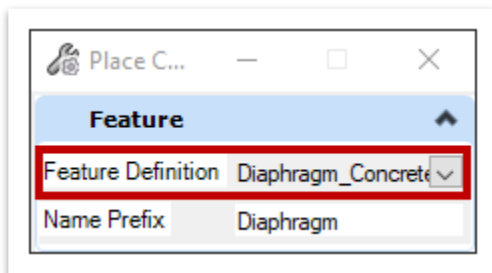 Place C...
Feature
Feature Definition Diaphragm_Concrete
Name Prefix Diaphragm